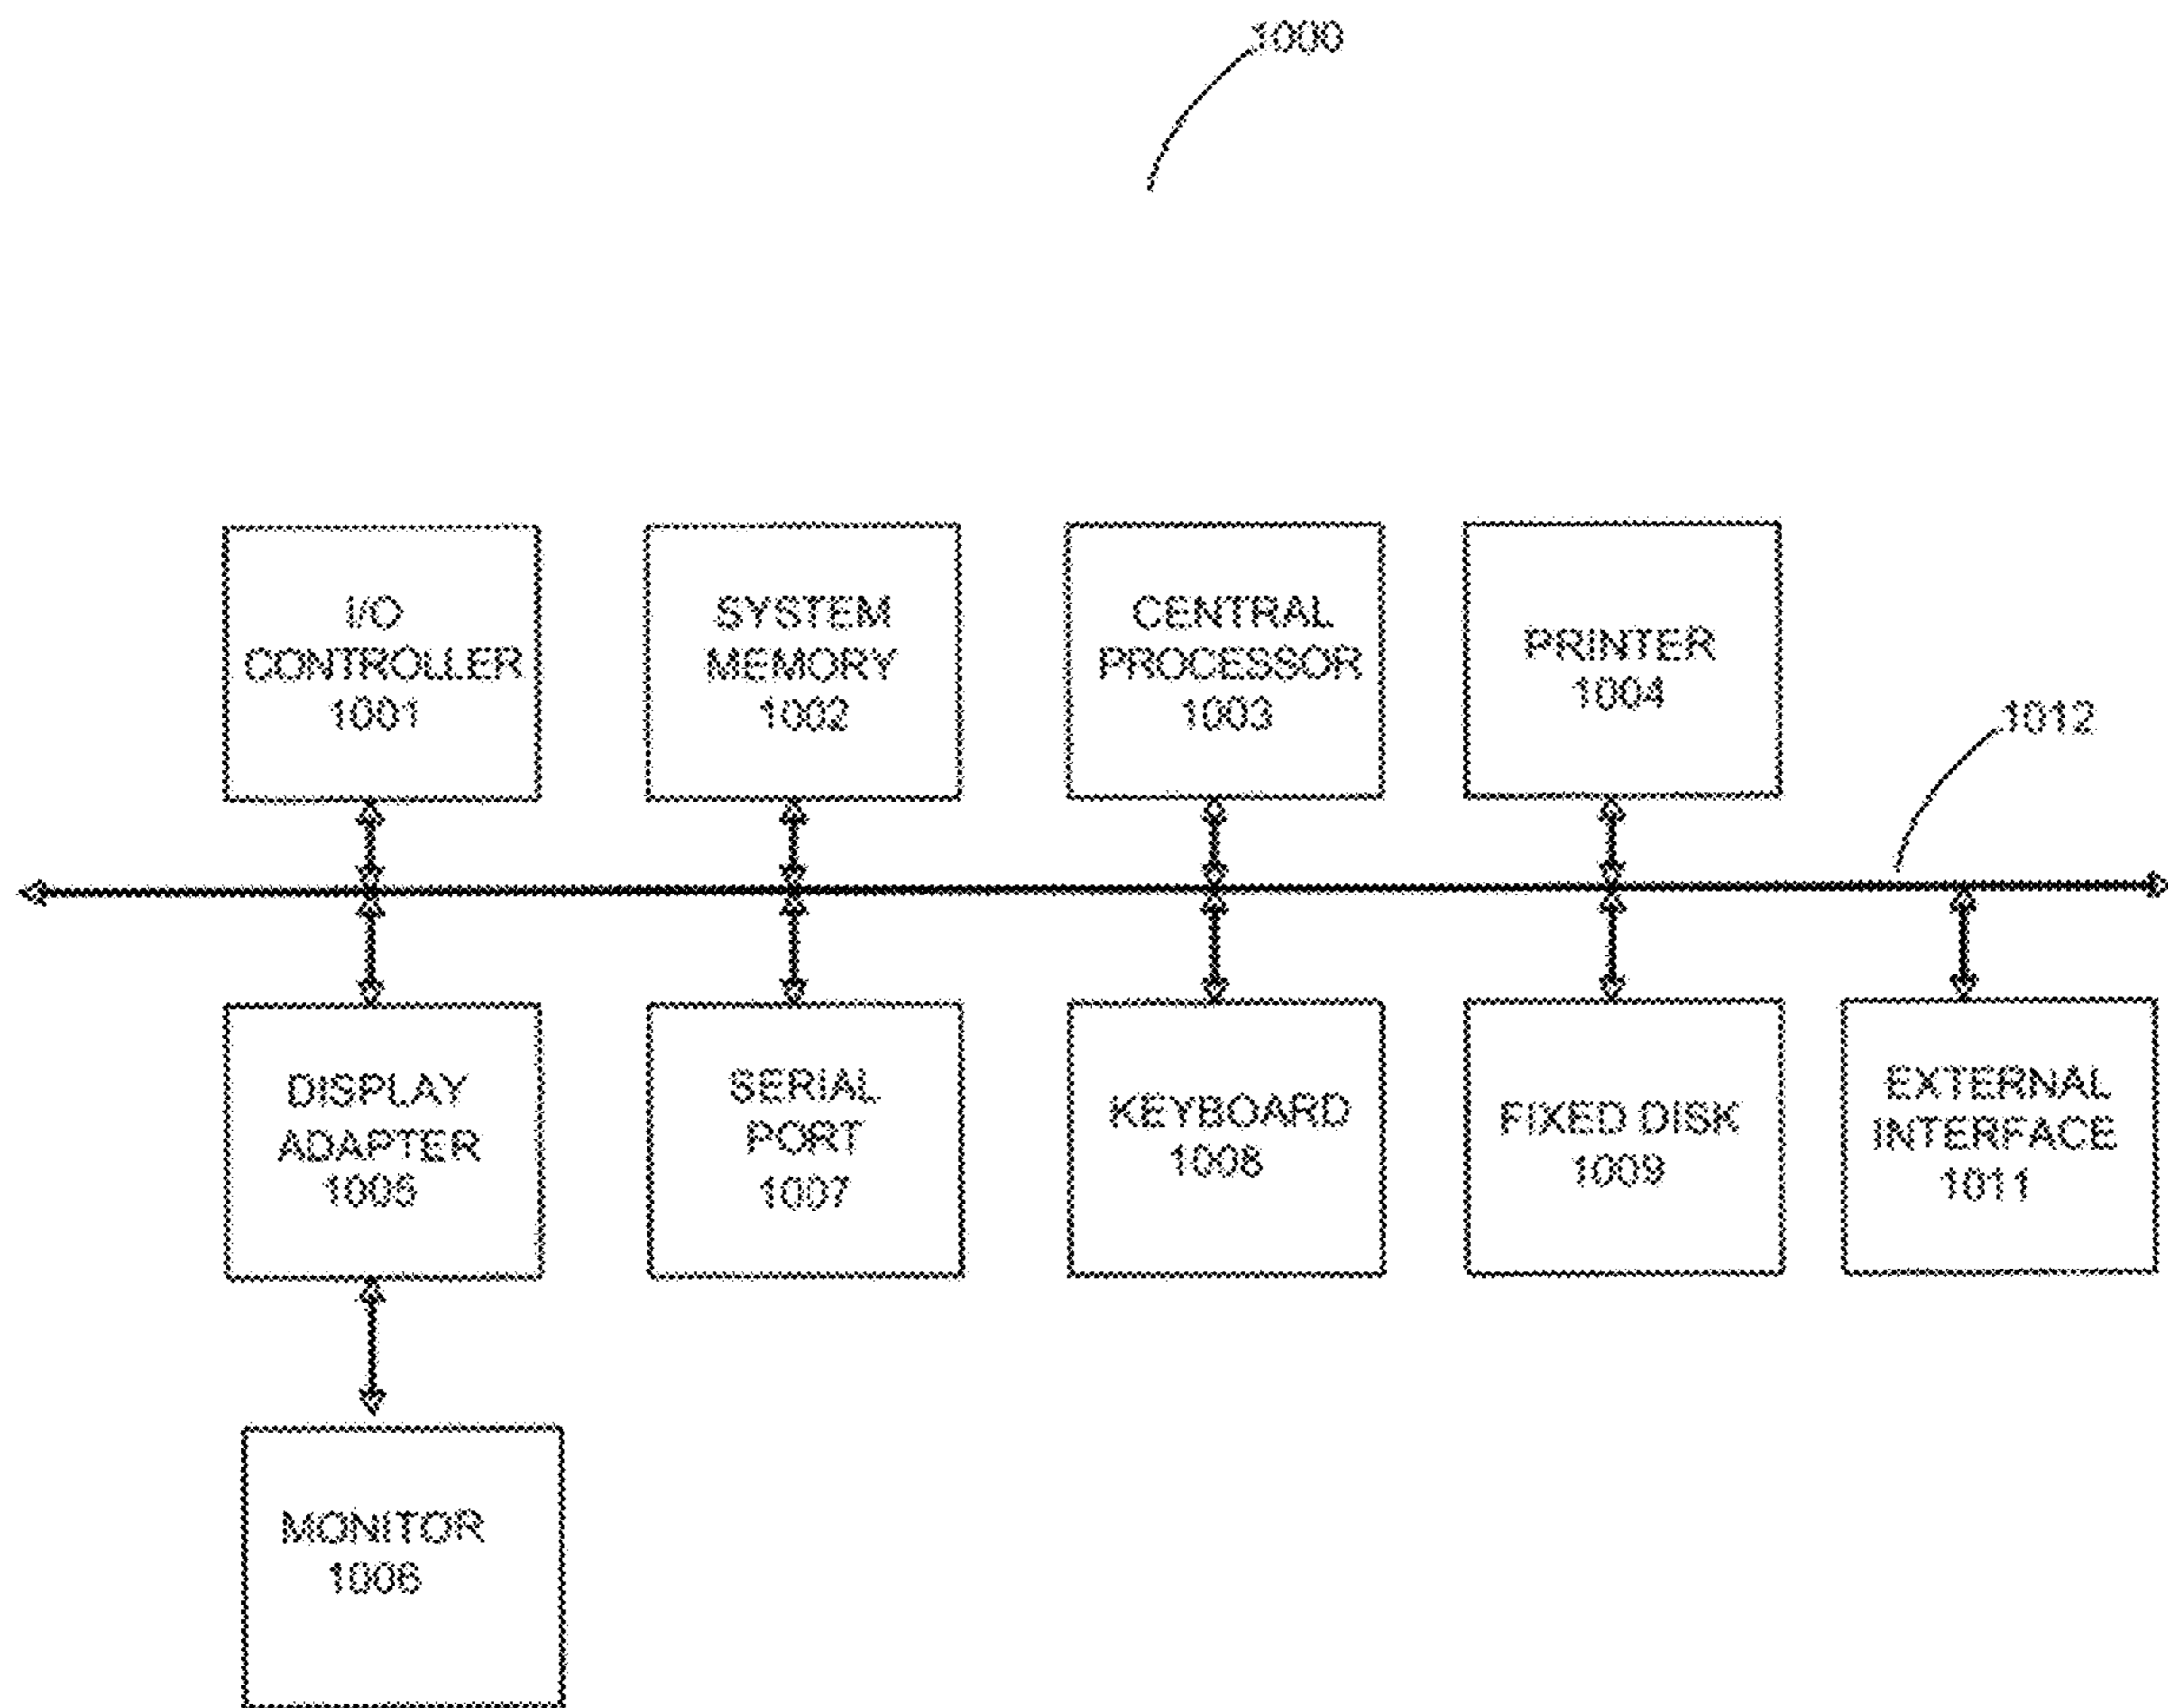 1000
I/O
CONTROLLER
1001
SYSTEM
MEMORY
1002
CENTRAL
PROCESSOR
1003
PRINTER
1004
1012
DISPLAY
ADAPTER
1005
SERIAL
PORT
1007
KEYBOARD
1008
FIXED DISK
1009
EXTERNAL
INTERFACE
1011
MONITOR
1006